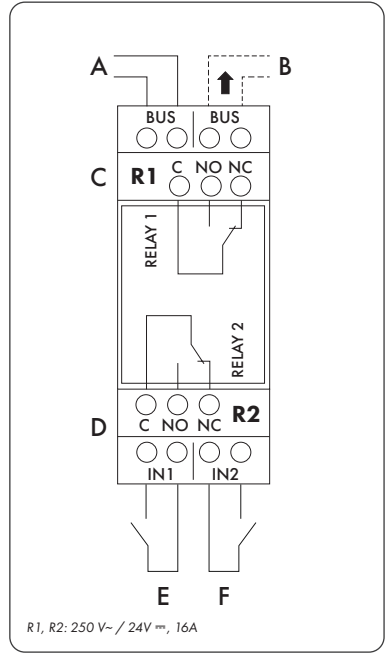 A B
BUS BUS
C R1 C NO NC
RELAY 1
RELAY 2
D C NO NC R2
IN1 IN2
E F
R1, R2: 250 V~ / 24V ⎓, 16A